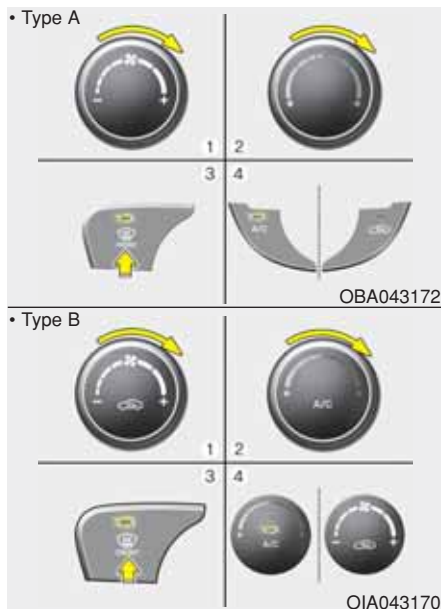 • Type A
1 2
3 4
A/C
OBA043172
• Type B
A/C
1 2
3 4
A/C
OIA043170